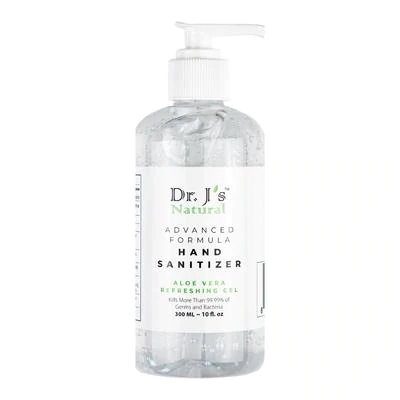 Dr. J's™
Natural
ADVANCED
FORMULA
HAND
SANITIZER
ALOE VERA
REFRESHING GEL
Kills More Than 99.99% of
Germs and Bacteria
300 ML ~ 10 fl. oz